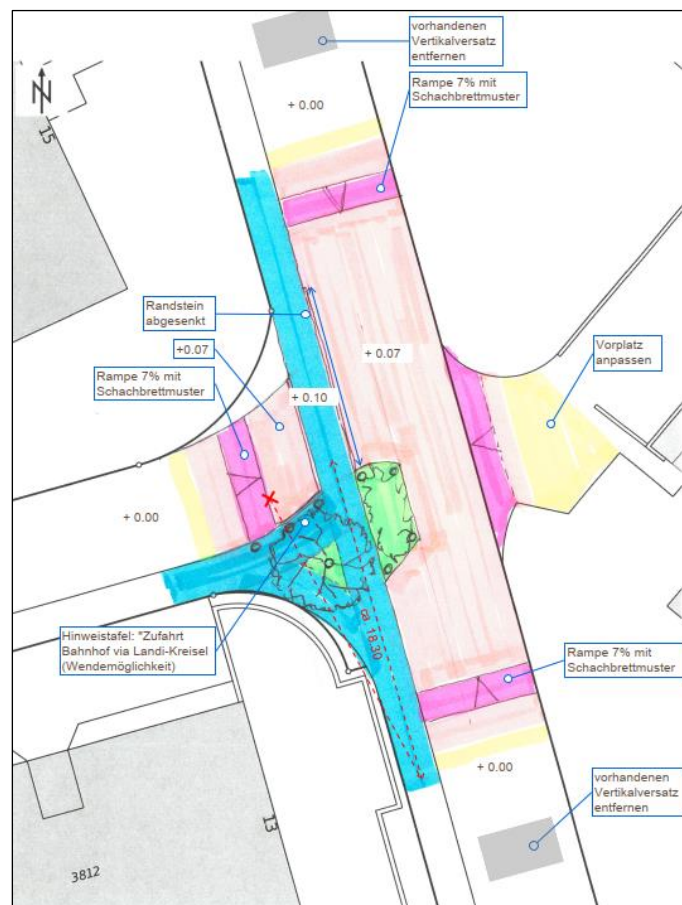 vorhandenen
Vertikalversatz
entfernen
Rampe 7% mit
Schachbrettmuster
N
+ 0.00
15
Randstein
abgesenkt
+0.07
+ 0.07
Vorplatz
anpassen
Rampe 7% mit
Schachbrettmuster
+ 0.10
+ 0.00
ca. 18.30
Hinweistafel: "Zufahrt
Bahnhof via Landi-Kreisel
(Wendemöglichkeit)
Rampe 7% mit
Schachbrettmuster
+ 0.00
vorhandenen
Vertikalversatz
entfernen
13
3812